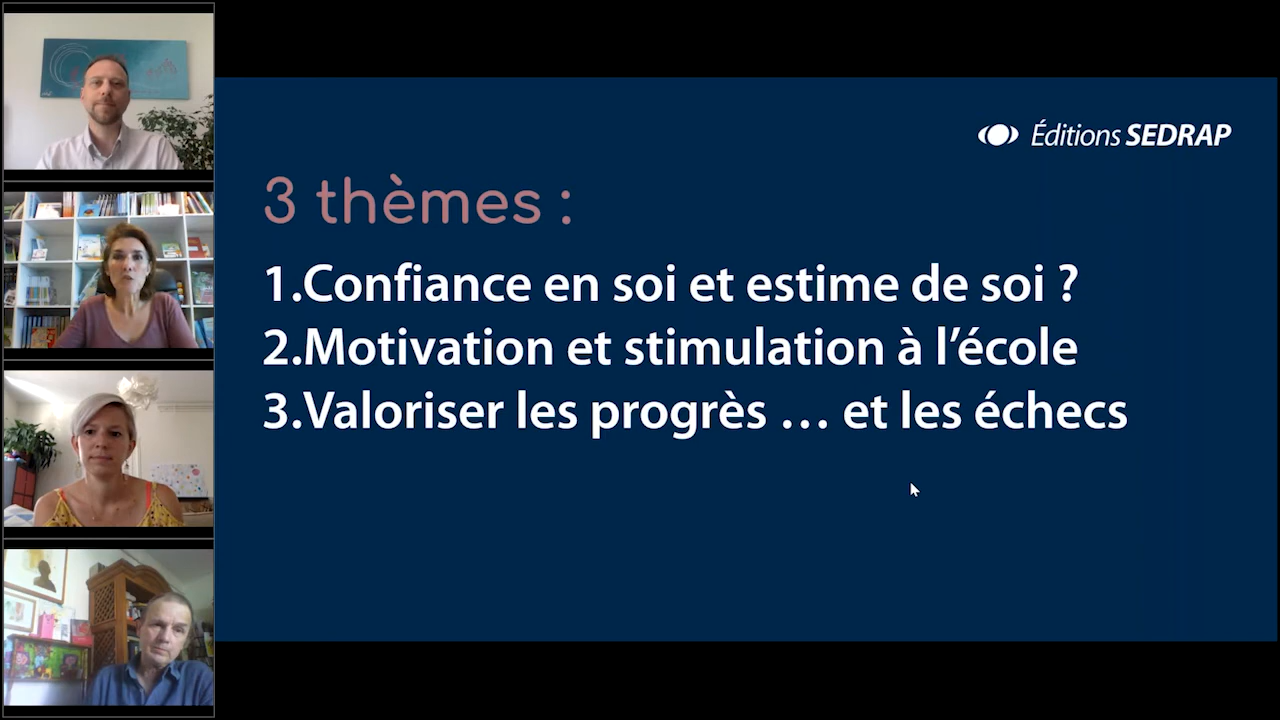 Éditions SEDRAP
3 thèmes :
1.Confiance en soi et estime de soi ?
2.Motivation et stimulation à l’école
3.Valoriser les progrès … et les échecs